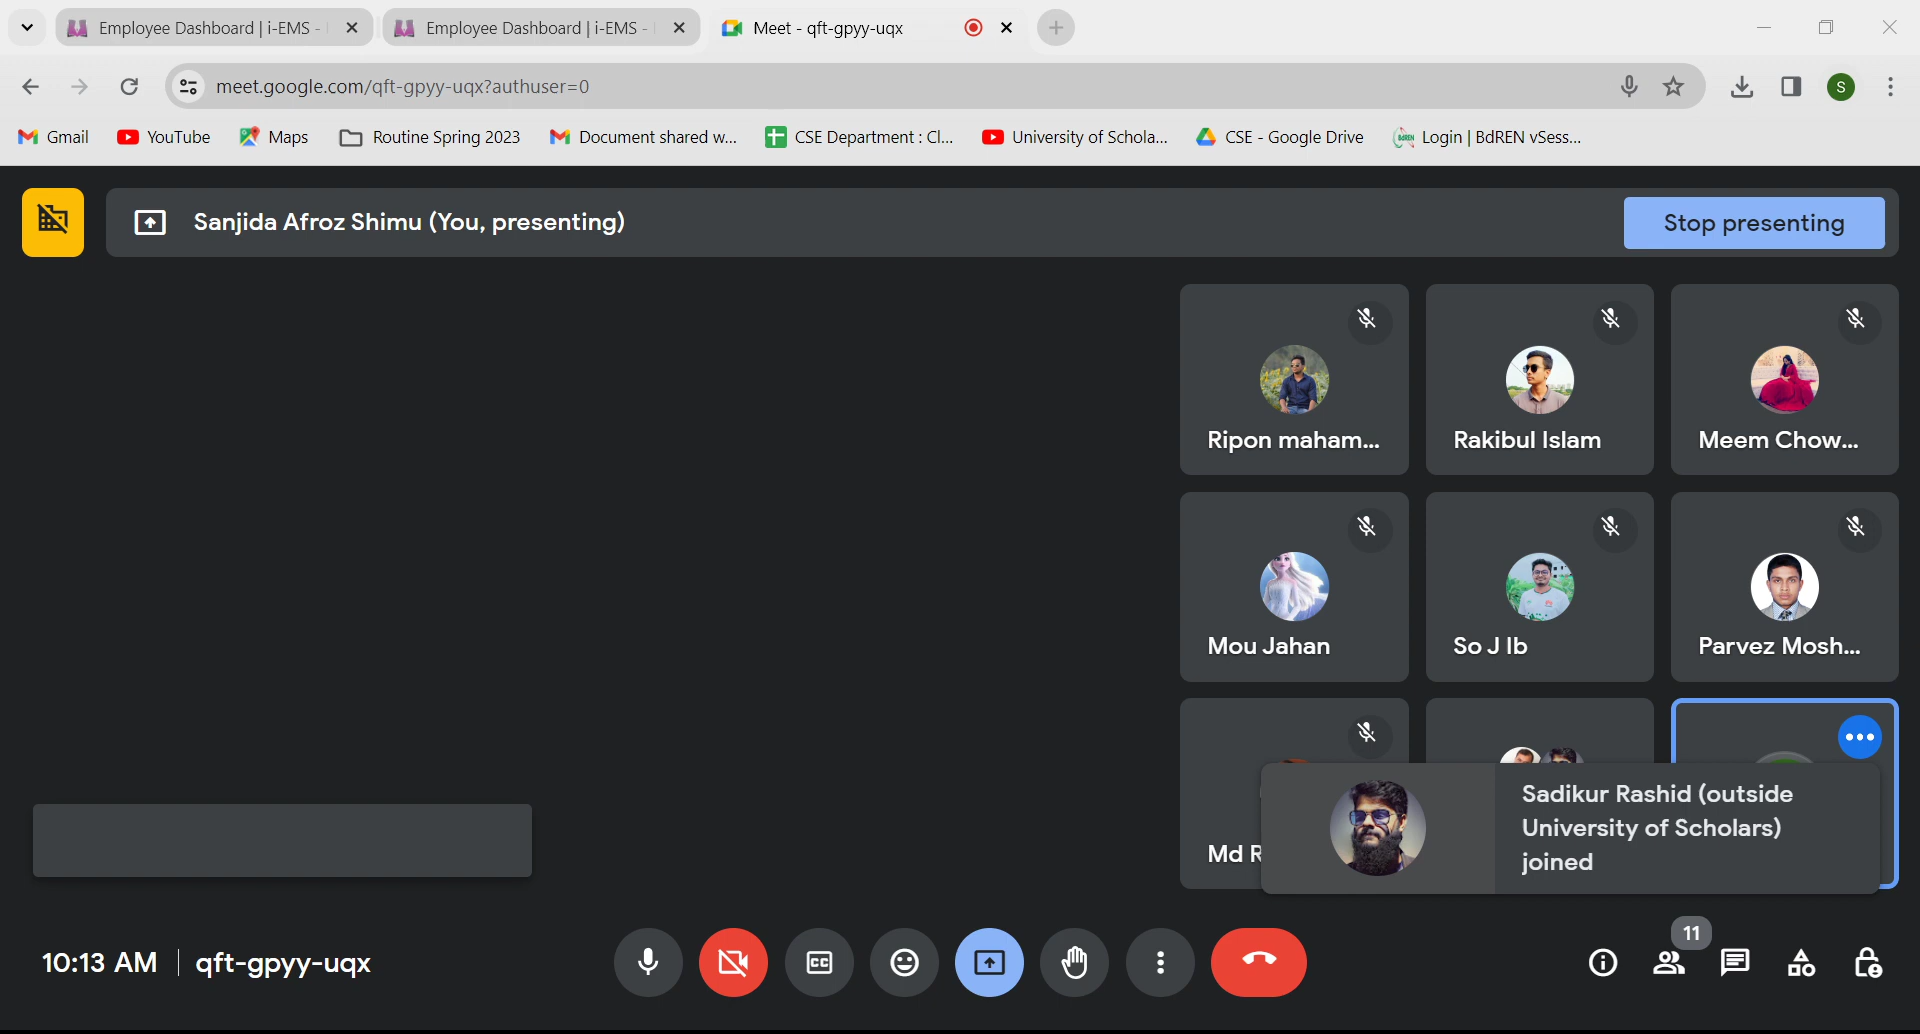 Employee Dashboard | i-EMS -
Employee Dashboard | i-EMS -
Meet - qft-gpyy-uqx
meet.google.com/qft-gpyy-uqx?authuser=0
S
Gmail
YouTube
Maps
Routine Spring 2023
Document shared w...
CSE Department : Cl...
University of Schola...
CSE - Google Drive
Login | BdREN vSess...
Sanjida Afroz Shimu (You, presenting)
Stop presenting
Ripon maham...
Rakibul Islam
Meem Chow...
Mou Jahan
So J Ib
Parvez Mosh...
Md R
Sadikur Rashid (outside
University of Scholars)
joined
10:13 AM
qft-gpyy-uqx
CC
11